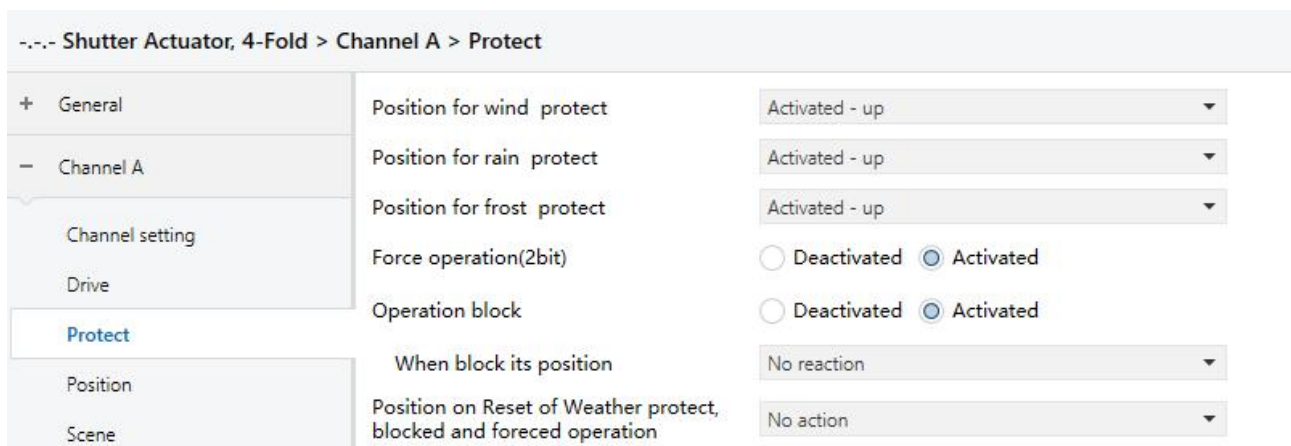 -.-.- Shutter Actuator, 4-Fold > Channel A > Protect
+ General
− Channel A
Channel setting
Drive
Protect
Position
Scene
Position for wind protect
Activated - up
Position for rain protect
Activated - up
Position for frost protect
Activated - up
Force operation(2bit)
Deactivated Activated
Operation block
Deactivated Activated
When block its position
No reaction
Position on Reset of Weather protect,
blocked and foreced operation
No action